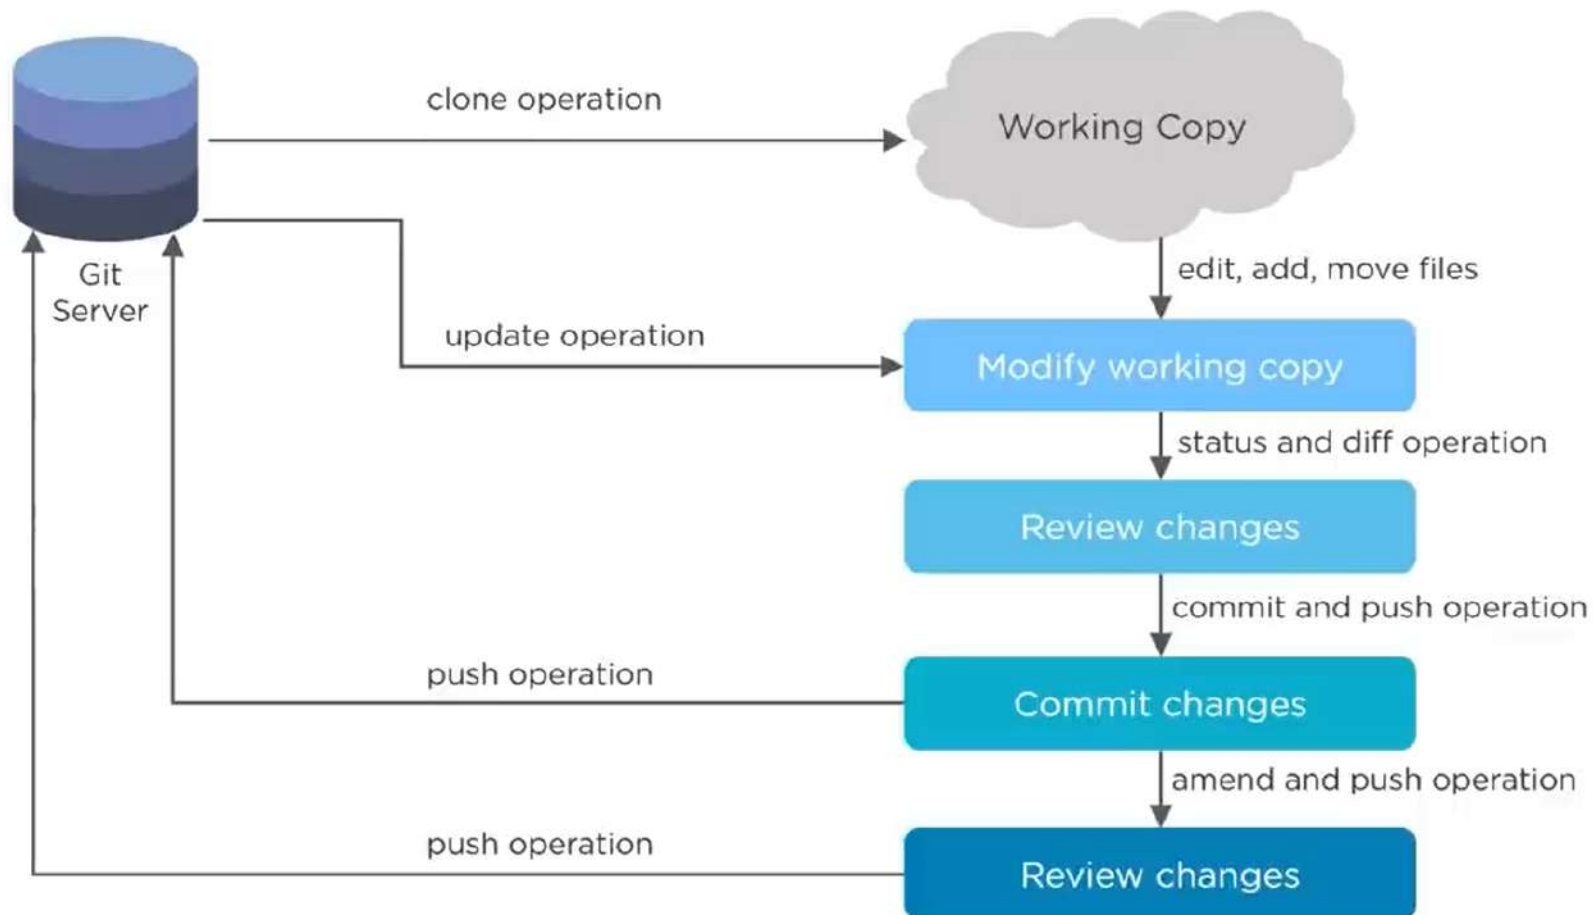 clone operation
Working Copy
Git
Server
edit, add, move files
update operation
Modify working copy
status and diff operation
Review changes
commit and push operation
push operation
Commit changes
amend and push operation
push operation
Review changes